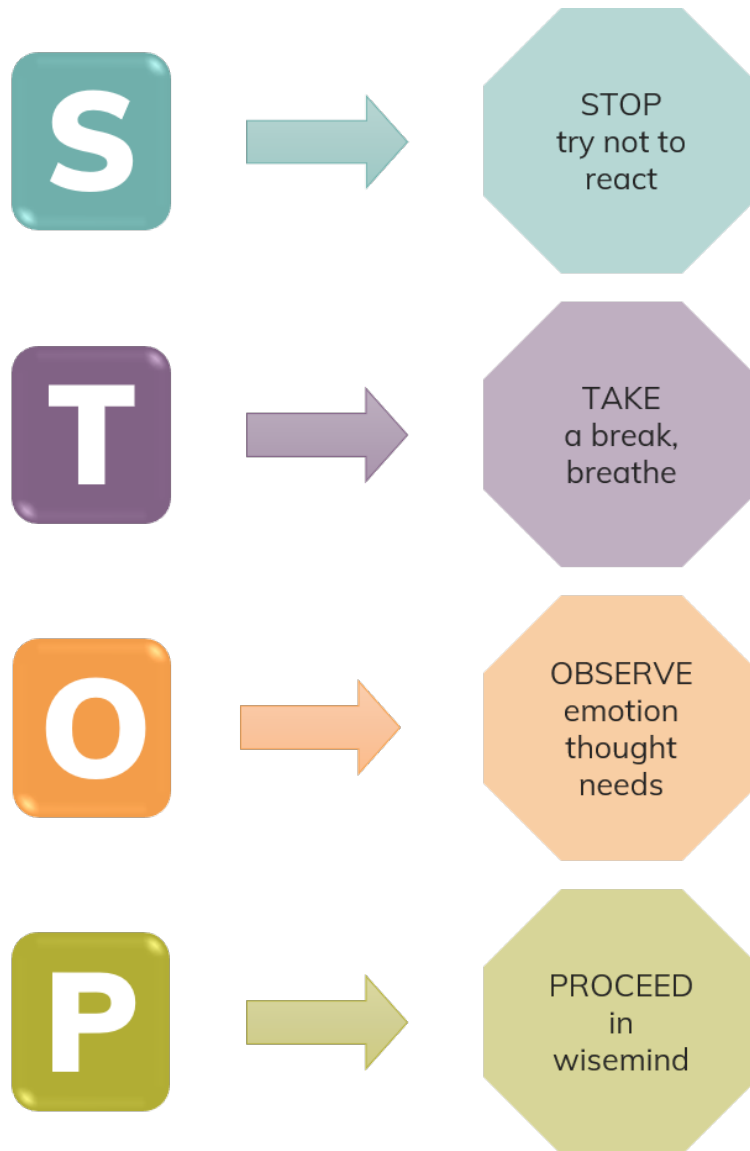 S
STOP
try not to
react
T
TAKE
a break,
breathe
O
OBSERVE
emotion
thought
needs
P
PROCEED
in
wisemind